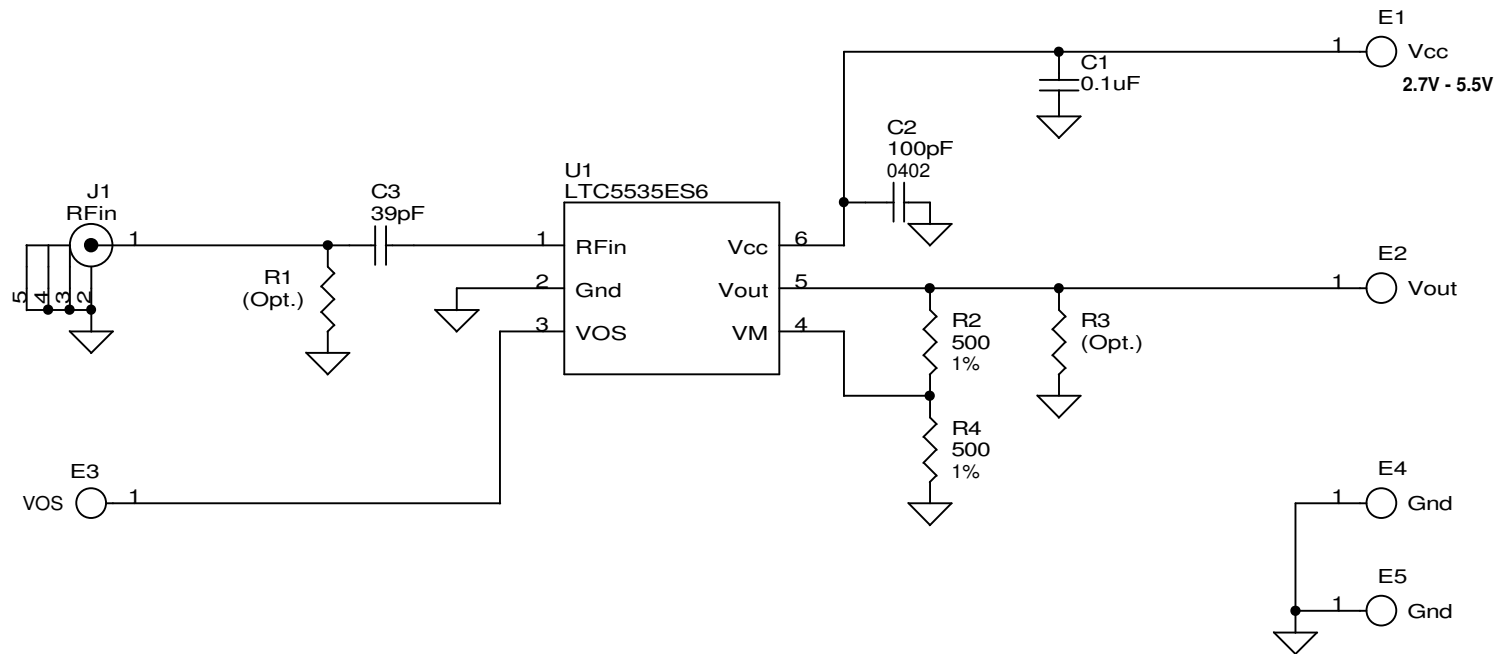 E1
1
Vcc
2.7V - 5.5V
C1
0.1uF
C2
100pF
0402
U1
LTC5535ES6
J1
RFin
1
5
4
3
2
C3
39pF
R1
(Opt.)
1
RFin
2
Gnd
3
VOS
Vcc
6
Vout
5
VM
4
R2
500
1%
R3
(Opt.)
E2
1
Vout
R4
500
1%
E3
VOS
1
E4
1
Gnd
E5
1
Gnd